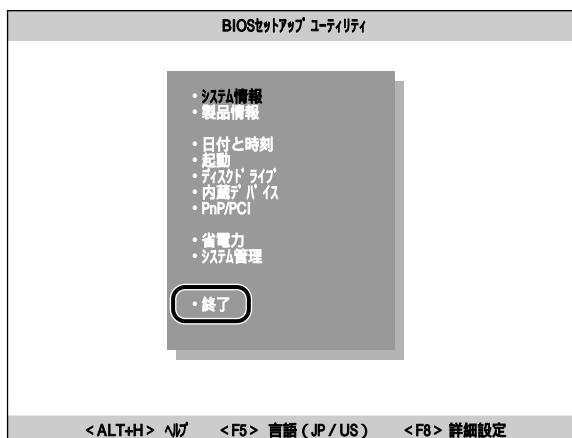 BIOSｾｯﾄｱｯﾌﾟ ﾕｰﾃｨﾘﾃｨ
・ｼｽﾃﾑ情報
・製品情報
・日付と時刻
・起動
・ﾃﾞｨｽｸﾄﾞﾗｲﾌﾞ
・内蔵ﾃﾞﾊﾞｲｽ
・PnP/PCI
・省電力
・ｼｽﾃﾑ管理
・終了
<ALT+H> ﾍﾙﾌﾟ <F5> 言語 ( JP / US ) <F8> 詳細設定